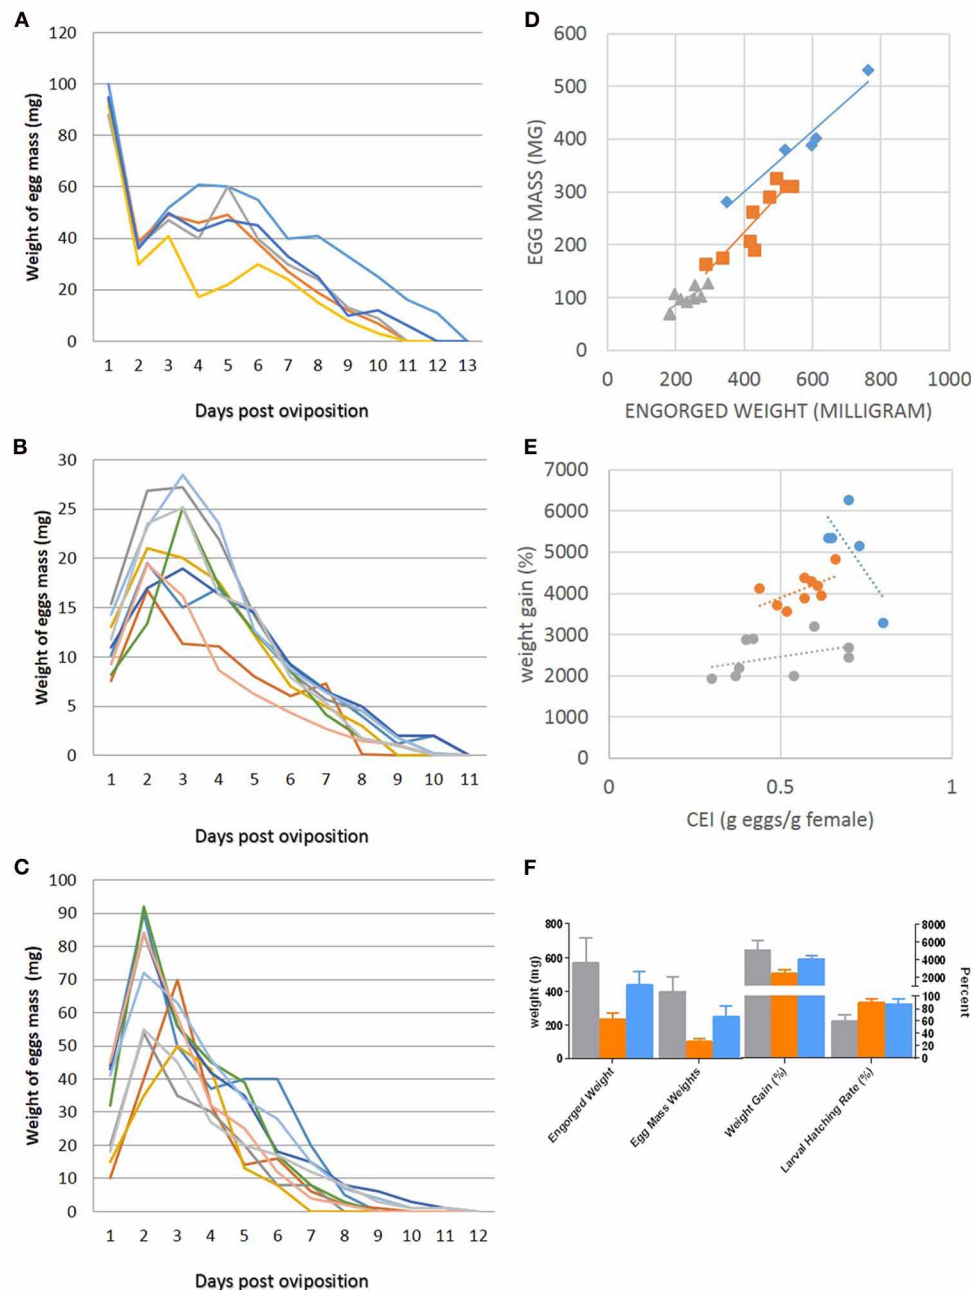 A
120
100
80
60
40
20
0
Weight of egg mass (mg)
1 2 3 4 5 6 7 8 9 10 11 12 13
Days post oviposition
B
30
25
20
15
10
5
0
Weight of eggs mass (mg)
1 2 3 4 5 6 7 8 9 10 11
Days post oviposition
C
100
90
80
70
60
50
40
30
20
10
0
Weight of eggs mass (mg)
1 2 3 4 5 6 7 8 9 10 11 12
Days post oviposition
D
600
500
400
300
200
100
0
EGG MASS (MG)
0 200 400 600 800 1000
ENGORGED WEIGHT (MILLIGRAM)
E
7000
6000
5000
4000
3000
2000
1000
0
weight gain (%)
0 0.5 1
CEI (g eggs/g female)
F
800
600
400
200
0
weight (mg)
8000
6000
4000
2000
100
80
60
40
20
0
Percent
Engorged Weight
Egg Mass Weights
Weight Gain (%)
Larval Hatching Rate (%)